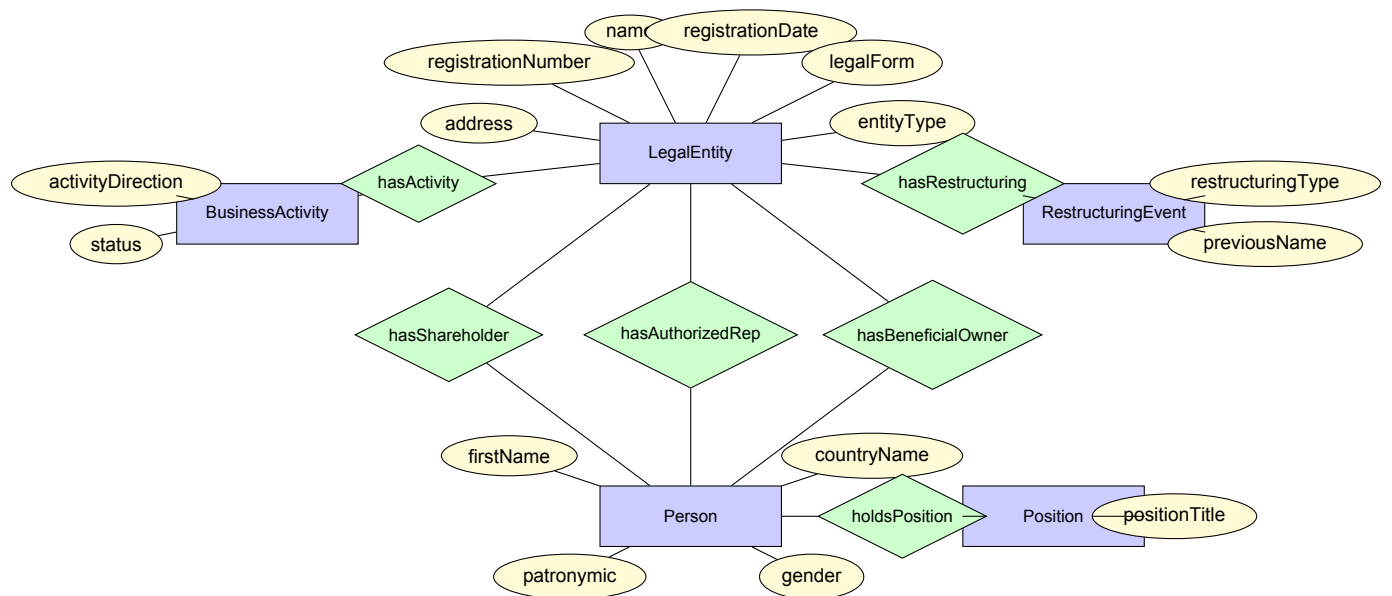 name
registrationDate
registrationNumber
legalForm
address
entityType
LegalEntity
activityDirection
hasActivity
hasRestructuring
restructuringType
BusinessActivity
RestructuringEvent
status
previousName
hasShareholder
hasAuthorizedRep
hasBeneficialOwner
firstName
countryName
Person
holdsPosition
Position
positionTitle
patronymic
gender